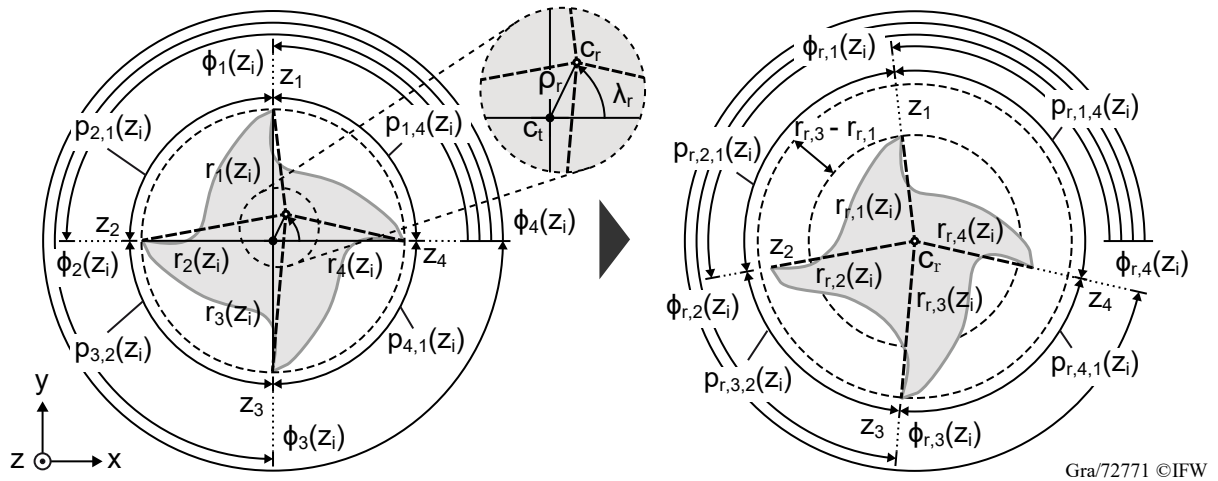 ϕ₁(zᵢ)
z₁
p₂,₁(zᵢ)
p₁,₄(zᵢ)
r₁(zᵢ)
z₂
ϕ₂(zᵢ)
r₂(zᵢ)
r₄(zᵢ)
z₄
ϕ₄(zᵢ)
r₃(zᵢ)
p₃,₂(zᵢ)
p₄,₁(zᵢ)
z₃
ϕ₃(zᵢ)
y
z
x
cᵣ
ρᵣ
λᵣ
cₜ
ϕᵣ,₁(zᵢ)
z₁
pᵣ,₁,₄(zᵢ)
rᵣ,₃ - rᵣ,₁
pᵣ,₂,₁(zᵢ)
rᵣ,₁(zᵢ)
rᵣ,₄(zᵢ)
z₂
cᵣ
rᵣ,₂(zᵢ)
rᵣ,₃(zᵢ)
ϕᵣ,₂(zᵢ)
z₄
ϕᵣ,₄(zᵢ)
pᵣ,₃,₂(zᵢ)
pᵣ,₄,₁(zᵢ)
z₃
ϕᵣ,₃(zᵢ)
Gra/72771 ©IFW